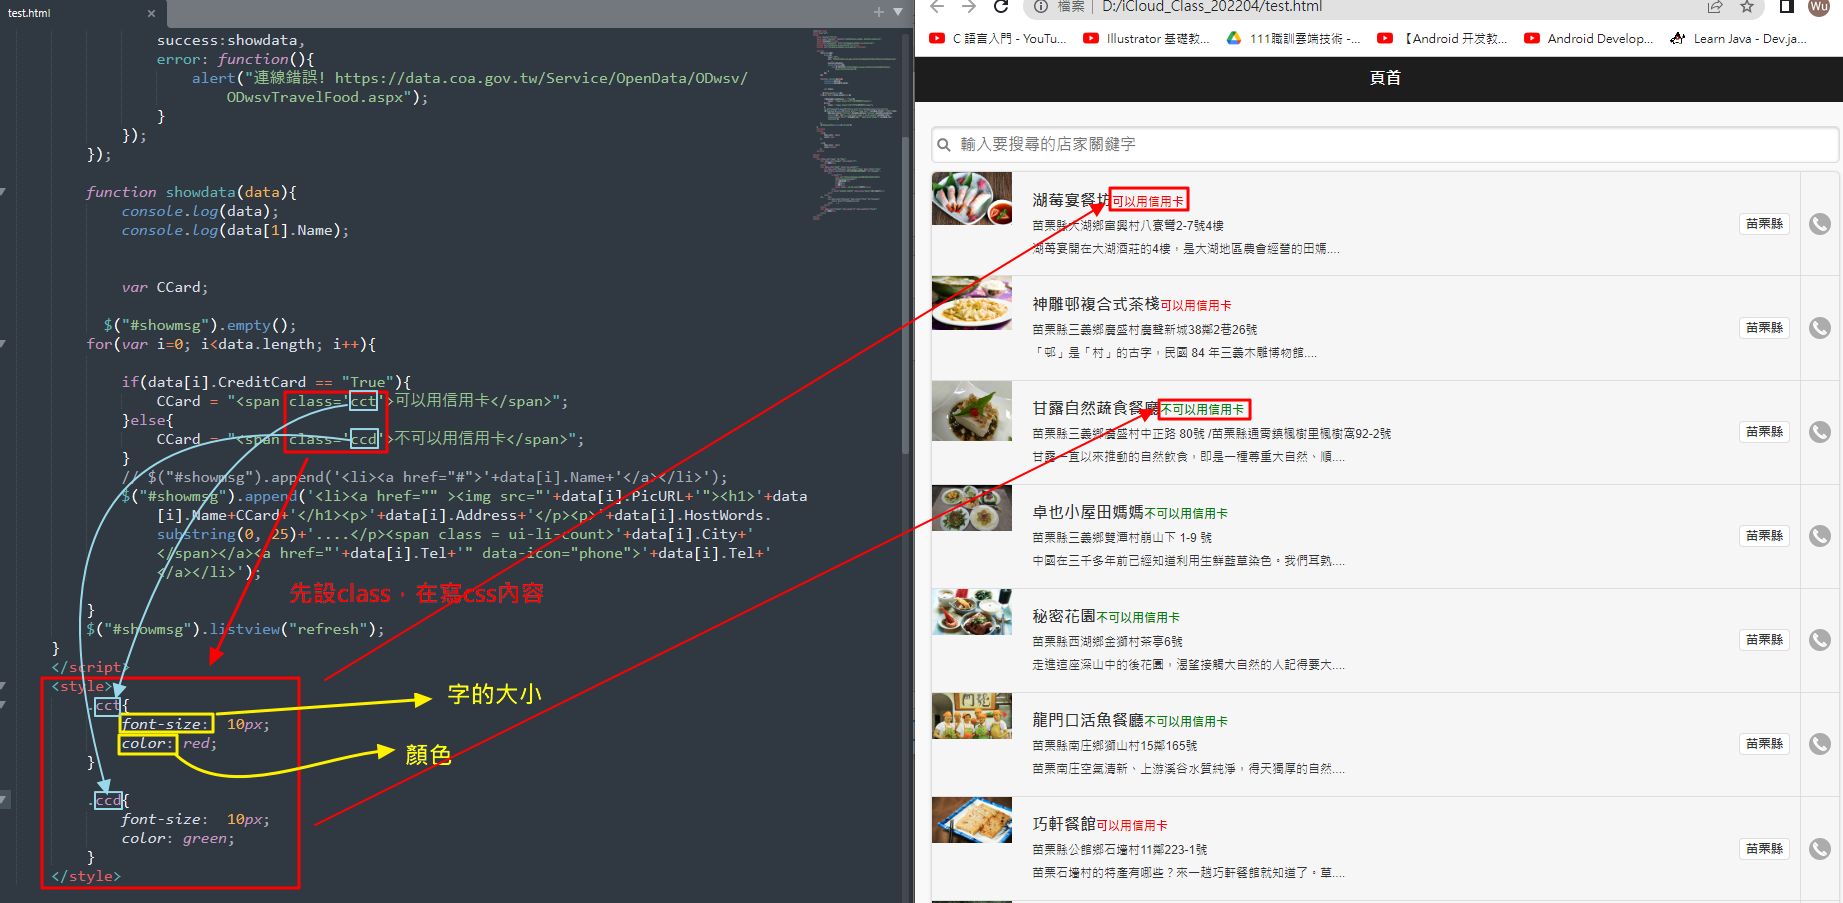 test.html
success:showdata,
error: function(){
alert("連線錯誤! https://data.coa.gov.tw/Service/OpenData/ODwsv/
ODwsvTravelFood.aspx");
}
});
});
function showdata(data){
console.log(data);
console.log(data[1].Name);
var CCard;
$("#showmsg").empty();
for(var i=0; i<data.length; i++){
if(data[i].CreditCard == "True"){
CCard = "<span class='cct'>可以用信用卡</span>";
}else{
CCard = "<span class='ccd'>不可以用信用卡</span>";
}
// $("#showmsg").append('<li><a href="#">'+data[i].Name+'</a></li>');
$("#showmsg").append('<li><a href="" ><img src="'+data[i].PicURL+'"><h1>'+data
[i].Name+CCard+'</h1><p>'+data[i].Address+'</p><p>'+data[i].HostWords.
substring(0, 25)+'....</p><span class = ui-li-count>'+data[i].City+'
</span></a><a href="'+data[i].Tel+'" data-icon="phone">'+data[i].Tel+'
</a></li>');
先設class，在寫css內容
}
$("#showmsg").listview("refresh");
}
</script>
<style>
.cct{
字的大小
font-size: 10px;
color: red;
顏色
}
.ccd{
font-size: 10px;
color: green;
}
</style>
檔案 D:/iCloud_Class_202204/test.html
Wu
C 語言入門 - YouTu...
Illustrator 基礎教...
111職訓雲端技術 -...
【Android 开发教...
Android Develop...
Learn Java - Dev.ja...
頁首
輸入要搜尋的店家關鍵字
湖莓宴餐坊可以用信用卡
苗栗縣大湖鄉富興村八寮彎2-7號4樓
苗栗縣
湖莓宴開在大湖酒莊的4樓，是大湖地區農會經營的田媽....
神雕邨複合式茶棧可以用信用卡
苗栗縣三義鄉廣盛村廣聲新城38鄰2巷26號
苗栗縣
「邨」是「村」的古字，民國 84 年三義木雕博物館....
甘露自然蔬食餐廳不可以用信用卡
苗栗縣三義鄉廣盛村中正路 80號 /苗栗縣通霄鎮楓樹里楓樹窩92-2號
苗栗縣
甘露一直以來推動的自然飲食，即是一種尊重大自然、順....
卓也小屋田媽媽不可以用信用卡
苗栗縣三義鄉雙潭村崩山下 1-9 號
苗栗縣
中國在三千多年前已經知道利用生鮮藍草染色。我們耳熟....
秘密花園不可以用信用卡
苗栗縣西湖鄉金獅村茶亭6號
苗栗縣
走進這座深山中的後花園，渴望接觸大自然的人記得要大....
龍門口活魚餐廳不可以用信用卡
苗栗縣南庄鄉獅山村15鄰165號
苗栗縣
苗栗南庄空氣清新、上游溪谷水質純淨，得天獨厚的自然....
巧軒餐館可以用信用卡
苗栗縣公館鄉石墻村11鄰223-1號
苗栗縣
苗栗石墻村的特產有哪些？來一趟巧軒餐館就知道了。草....